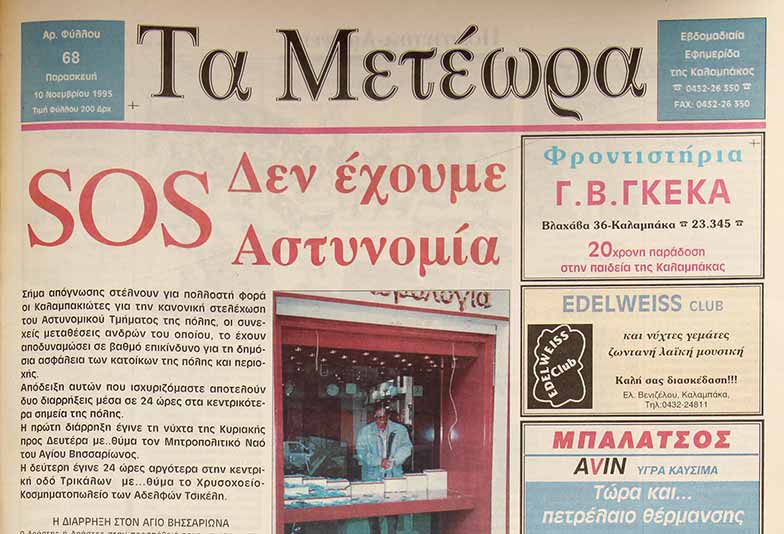 Αρ. Φύλλου
68
Παρασκευή
10 Νοεμβρίου 1995
Τιμή Φύλλου 200 Δρχ
Τα Μετέωρα
Εβδομαδιαία
Εφημερίδα
της Καλαμπάκας
☎ 0432-26 350 ☎
FAX: 0432-26 350
SOS Δεν έχουμε
Αστυνομία
Σήμα απόγνωσης στέλνουν για πολλοστή φορά
οι Καλαμπακιώτες για την κανονική στελέχωση
του Αστυνομικού Τμήματος της πόλης, οι συνε-
χείς μεταθέσεις ανδρών του οποίου, το έχουν
αποδυναμώσει σε βαθμό επικίνδυνο για τη δημό-
σια ασφάλεια των κατοίκων της πόλης και περιο-
χής.
Απόδειξη αυτών που ισχυριζόμαστε αποτελούν
δυο διαρρήξεις μέσα σε 24 ώρες στα κεντρικότε-
ρα σημεία της πόλης.
Η πρώτη διάρρηξη έγινε τη νύχτα της Κυριακής
προς Δευτέρα με..θύμα τον Μητροπολιτικό Ναό
του Αγίου Βησσαρίωνος.
Η δεύτερη έγινε 24 ώρες αργότερα στην κεντρι-
κή οδό Τρικάλων με...θύμα το Χρυσοχοείο-
Κοσμηματοπωλείο των Αδελφών Τσικέλη.
Η ΔΙΑΡΡΗΞΗ ΣΤΟΝ ΑΓΙΟ ΒΗΣΣΑΡΙΩΝΑ
ωρολογια
Φροντιστήρια
Γ.Β.ΓΚΕΚΑ
Βλαχάβα 36-Καλαμπάκα ☎ 23.345 ☎
20χρονη παράδοση
στην παιδεία της Καλαμπάκας
EDELWEISS CLUB
EDELWEISS
Club
και νύχτες γεμάτες
ζωντανή λαϊκή μουσική
Καλή σας διασκέδαση!!!
Ελ. Βενιζέλου, Καλαμπάκα,
Τηλ:0432-24811
ΜΠΑΛΑΤΣΟΣ
AVIN ΥΓΡΑ ΚΑΥΣΙΜΑ
Τώρα και...
πετρέλαιο θέρμανσης